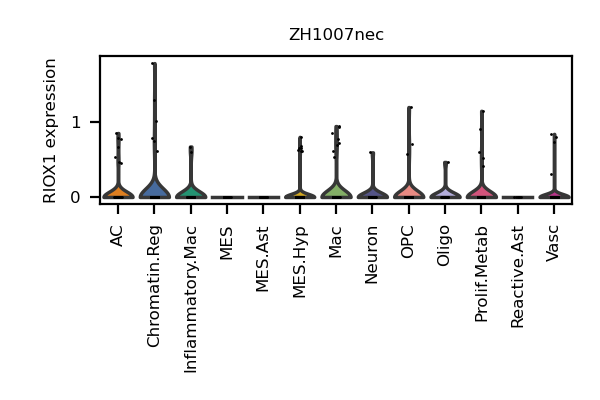 ZH1007nec
RIOX1 expression
1
0
AC
Chromatin.Reg
Inflammatory.Mac
MES
MES.Ast
MES.Hyp
Mac
Neuron
OPC
Oligo
Prolif.Metab
Reactive.Ast
Vasc